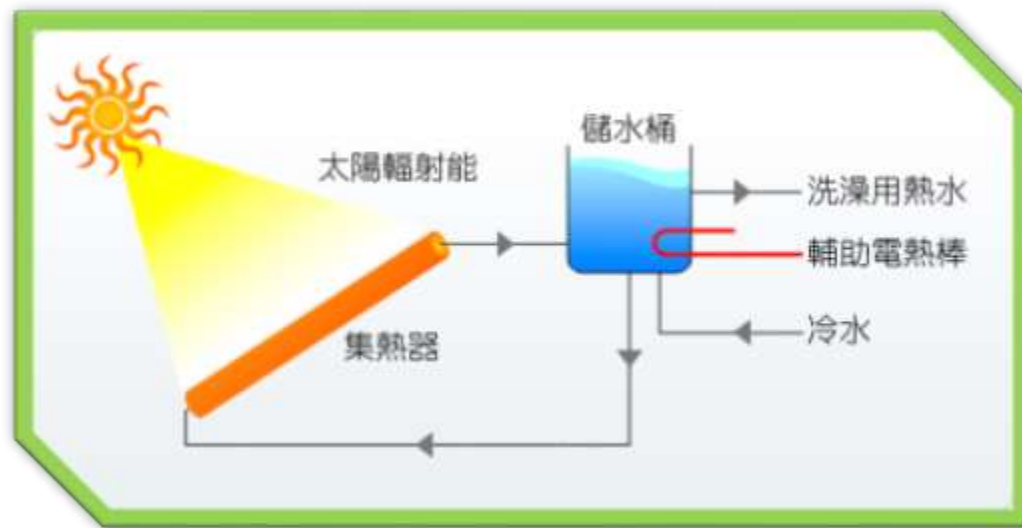 儲水桶
太陽輻射能
洗澡用熱水
輔助電熱棒
集熱器
冷水